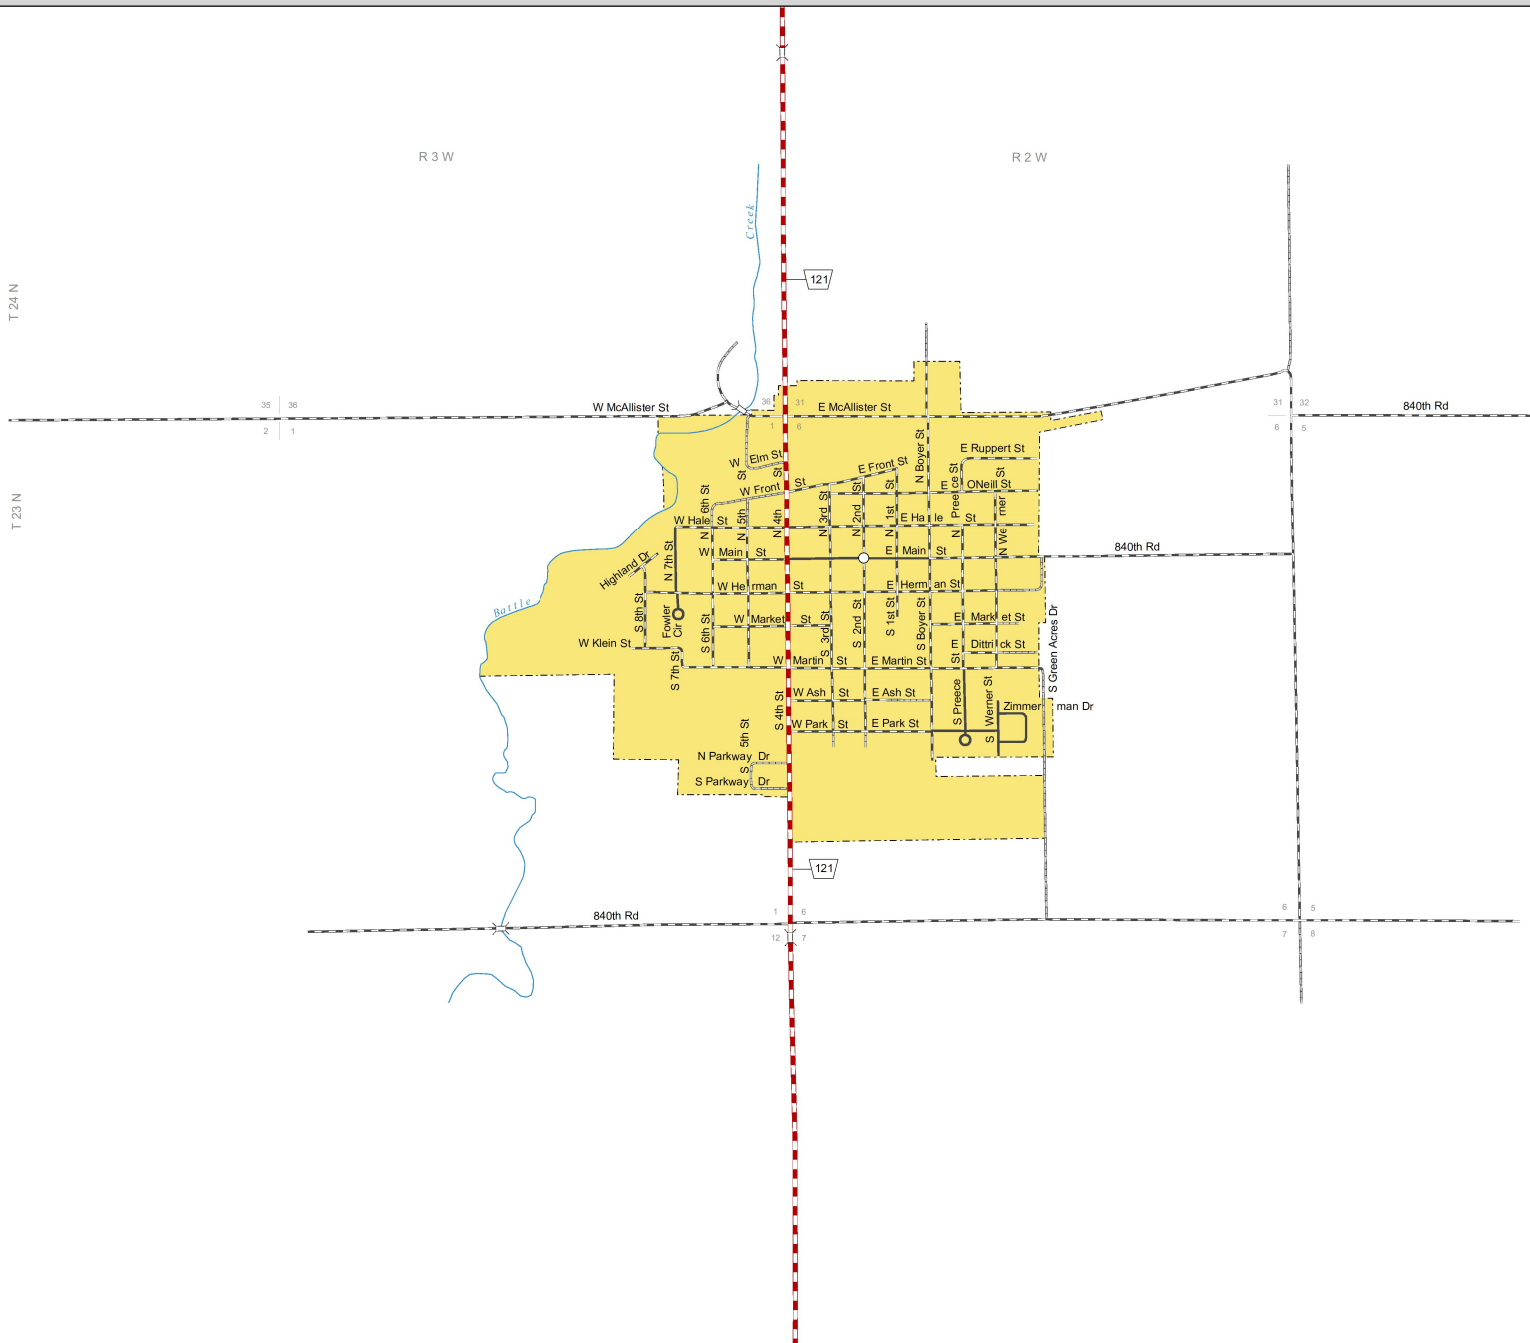 R 3 W
R 2 W
Creek
T 24 N
121
35 36
2 1
W McAllister St
36 31
1 6
E McAllister St
31 32
6 5
840th Rd
E Ruppert St
W Elm St
E Front St
N Boyer St
W Front St
E ONeill St
N Preece St
N Werner St
T 23 N
N 6th St
N 5th St
N 4th St
N 3rd St
N 2nd St
N 1st St
W Hale St
E Hale St
W Main St
E Main St
840th Rd
N 7th St
Highland Dr
W Herman St
E Herman St
Battle
S 8th St
Fowler
Cir
S 6th St
W Market St
S 3rd St
S 2nd St
S 1st St
S Boyer St
E Market St
S Green Acres Dr
W Klein St
E Dittrick St
S 7th St
W Martin St
E Martin St
S Preece St
S Werner St
W Ash St
E Ash St
Zimmerman Dr
S 4th St
W Park St
E Park St
S 5th St
N Parkway Dr
S Parkway Dr
121
840th Rd
1 6
12 7
6 5
7 8